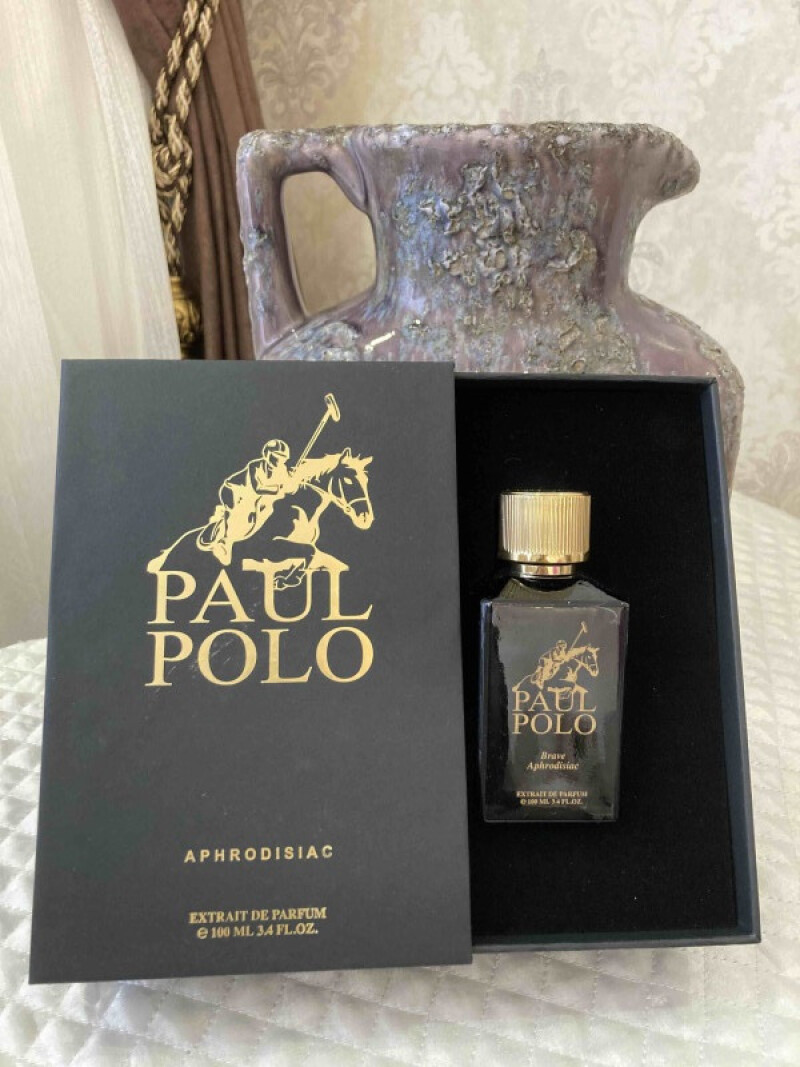 PAUL
POLO
APHRODISIAC
EXTRAIT DE PARFUM
℮ 100 ML 3.4 FL.OZ.
PAUL
POLO
Brave
Aphrodisiac
EXTRAIT DE PARFUM
℮ 100 ML 3.4 FL.OZ.